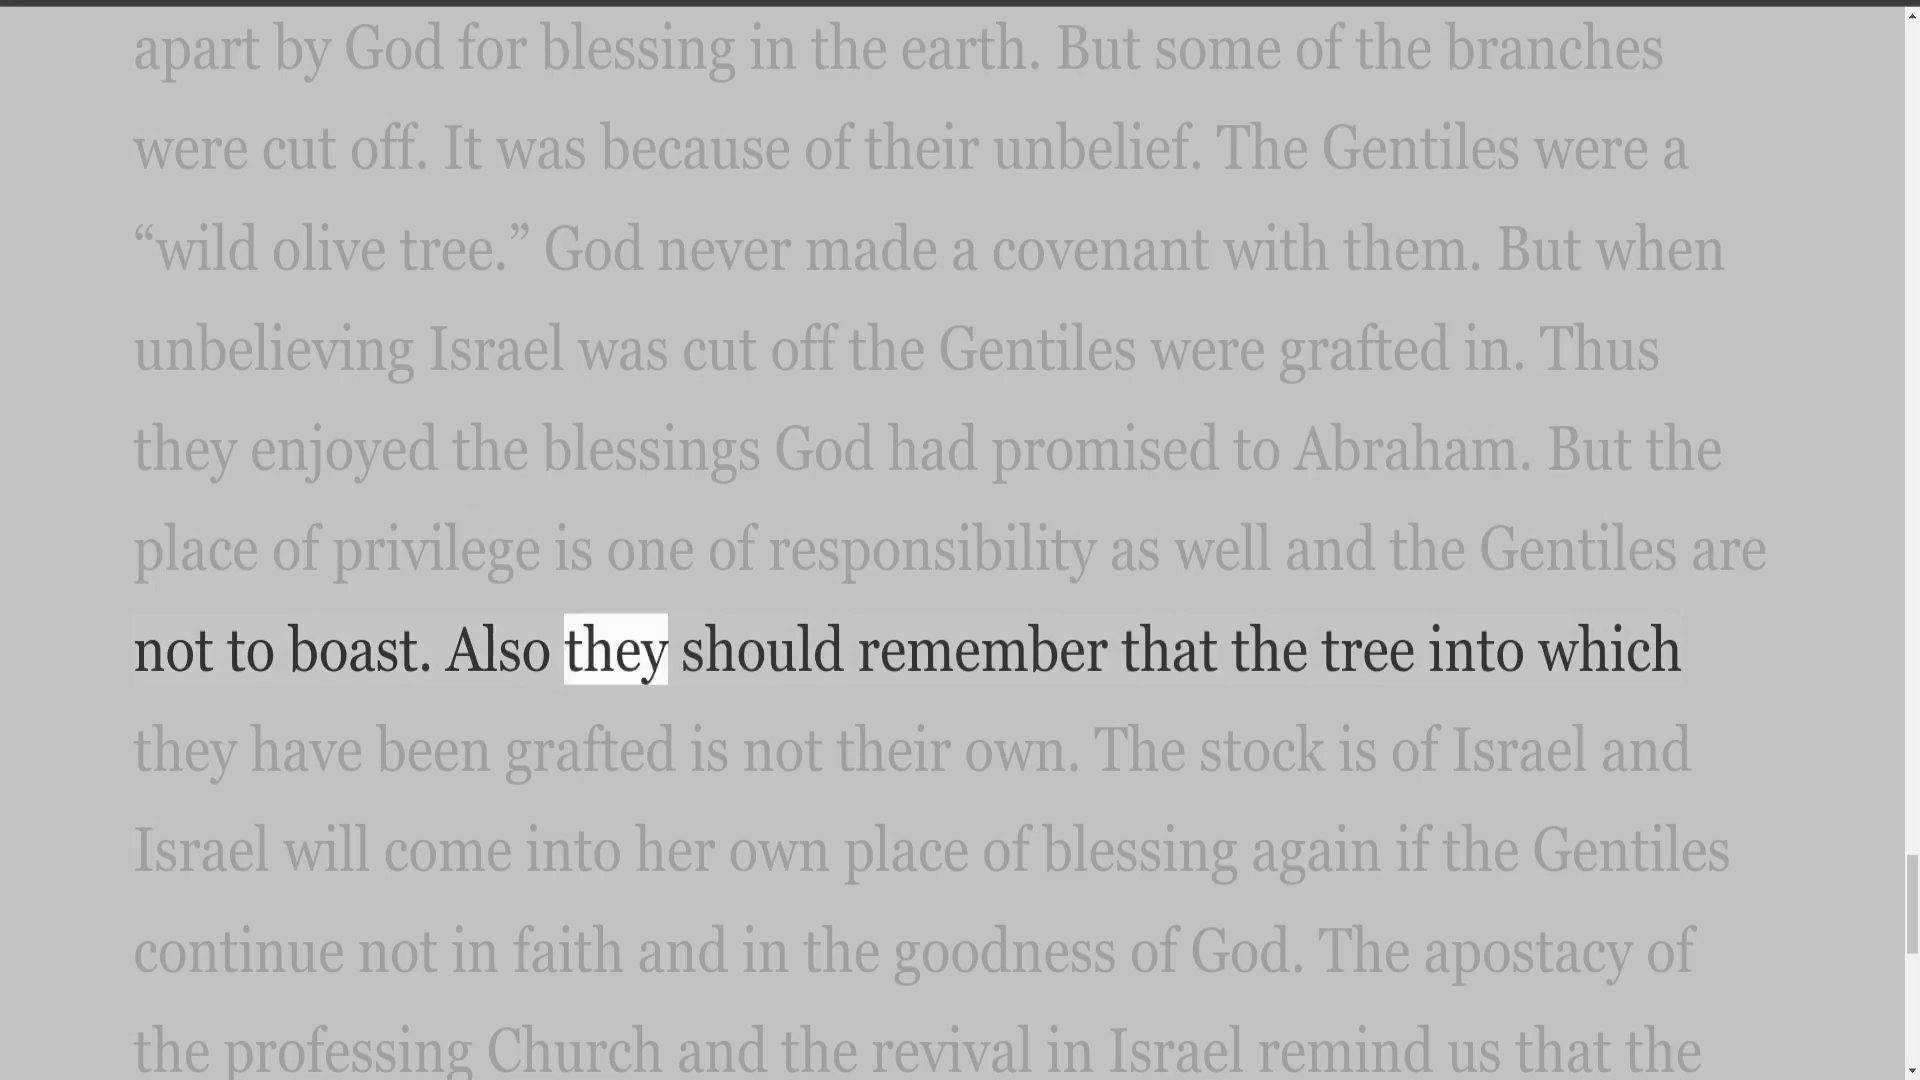 apart by God for blessing in the earth. But some of the branches
were cut off. It was because of their unbelief. The Gentiles were a
“wild olive tree.” God never made a covenant with them. But when
unbelieving Israel was cut off the Gentiles were grafted in. Thus
they enjoyed the blessings God had promised to Abraham. But the
place of privilege is one of responsibility as well and the Gentiles are
not to boast. Also they should remember that the tree into which
they have been grafted is not their own. The stock is of Israel and
Israel will come into her own place of blessing again if the Gentiles
continue not in faith and in the goodness of God. The apostacy of
the professing Church and the revival in Israel remind us that the